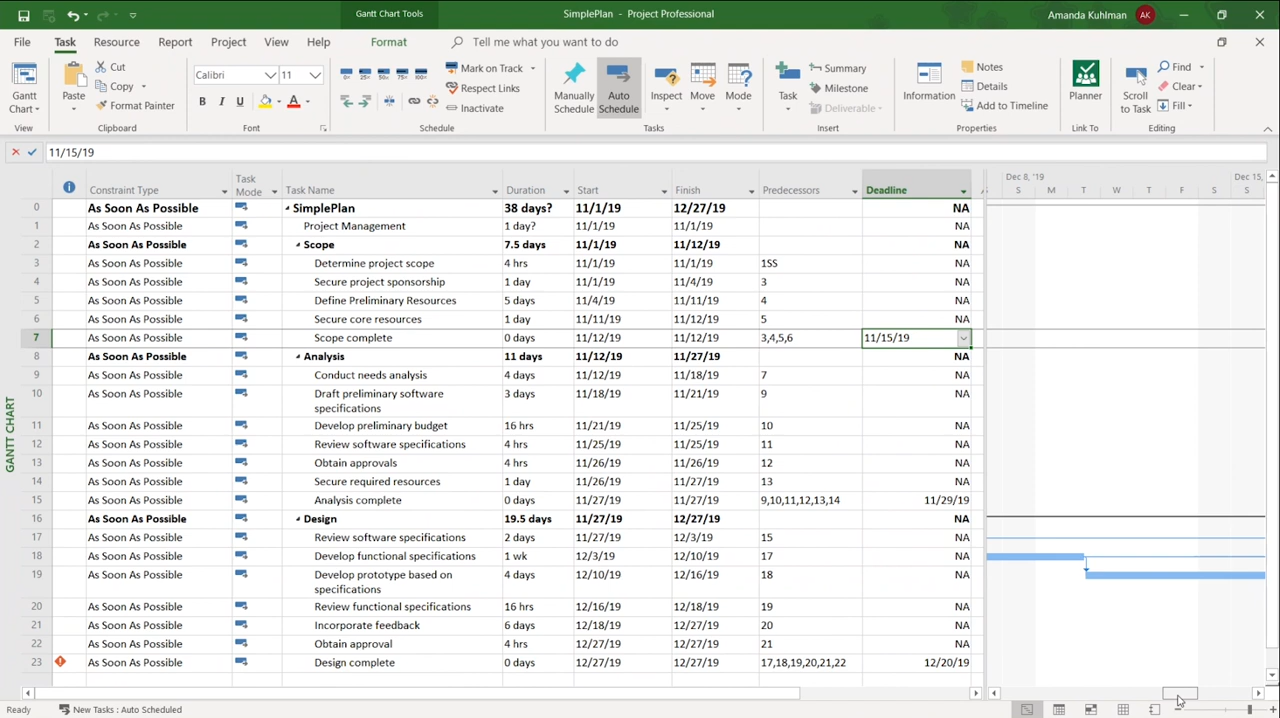 Gantt Chart Tools
SimplePlan - Project Professional
Amanda Kuhlman AK
File Task Resource Report Project View Help Format Tell me what you want to do
Gantt Chart
View
Paste
Cut
Copy
Format Painter
Clipboard
Calibri 11
B I U A
Font
0% 25% 50% 75% 100%
Mark on Track
Respect Links
Inactivate
Schedule
Manually Schedule
Auto Schedule
Inspect Move Mode
Tasks
Task
Summary
Milestone
Deliverable
Insert
Information
Notes
Details
Add to Timeline
Properties
Planner
Link To
Scroll to Task
Find
Clear
Fill
Editing
11/15/19
Constraint Type Task Mode Task Name Duration Start Finish Predecessors Deadline
Dec 8, '19 Dec 15,
S M T W T F S S M
0 As Soon As Possible SimplePlan 38 days? 11/1/19 12/27/19 NA
1 As Soon As Possible Project Management 1 day? 11/1/19 11/1/19 NA
2 As Soon As Possible Scope 7.5 days 11/1/19 11/12/19 NA
3 As Soon As Possible Determine project scope 4 hrs 11/1/19 11/1/19 1SS NA
4 As Soon As Possible Secure project sponsorship 1 day 11/1/19 11/4/19 3 NA
5 As Soon As Possible Define Preliminary Resources 5 days 11/4/19 11/11/19 4 NA
6 As Soon As Possible Secure core resources 1 day 11/11/19 11/12/19 5 NA
7 As Soon As Possible Scope complete 0 days 11/12/19 11/12/19 3,4,5,6 11/15/19
8 As Soon As Possible Analysis 11 days 11/12/19 11/27/19 NA
9 As Soon As Possible Conduct needs analysis 4 days 11/12/19 11/18/19 7 NA
10 As Soon As Possible Draft preliminary software specifications 3 days 11/18/19 11/21/19 9 NA
11 As Soon As Possible Develop preliminary budget 16 hrs 11/21/19 11/25/19 10 NA
12 As Soon As Possible Review software specifications 4 hrs 11/25/19 11/25/19 11 NA
13 As Soon As Possible Obtain approvals 4 hrs 11/26/19 11/26/19 12 NA
14 As Soon As Possible Secure required resources 1 day 11/26/19 11/27/19 13 NA
15 As Soon As Possible Analysis complete 0 days 11/27/19 11/27/19 9,10,11,12,13,14 11/29/19
16 As Soon As Possible Design 19.5 days 11/27/19 12/27/19 NA
17 As Soon As Possible Review software specifications 2 days 11/27/19 12/3/19 15 NA
18 As Soon As Possible Develop functional specifications 1 wk 12/3/19 12/10/19 17 NA
19 As Soon As Possible Develop prototype based on specifications 4 days 12/10/19 12/16/19 18 NA
20 As Soon As Possible Review functional specifications 16 hrs 12/16/19 12/18/19 19 NA
21 As Soon As Possible Incorporate feedback 6 days 12/18/19 12/27/19 20 NA
22 As Soon As Possible Obtain approval 4 hrs 12/27/19 12/27/19 21 NA
23 As Soon As Possible Design complete 0 days 12/27/19 12/27/19 17,18,19,20,21,22 12/20/19
GANTT CHART
Ready New Tasks : Auto Scheduled